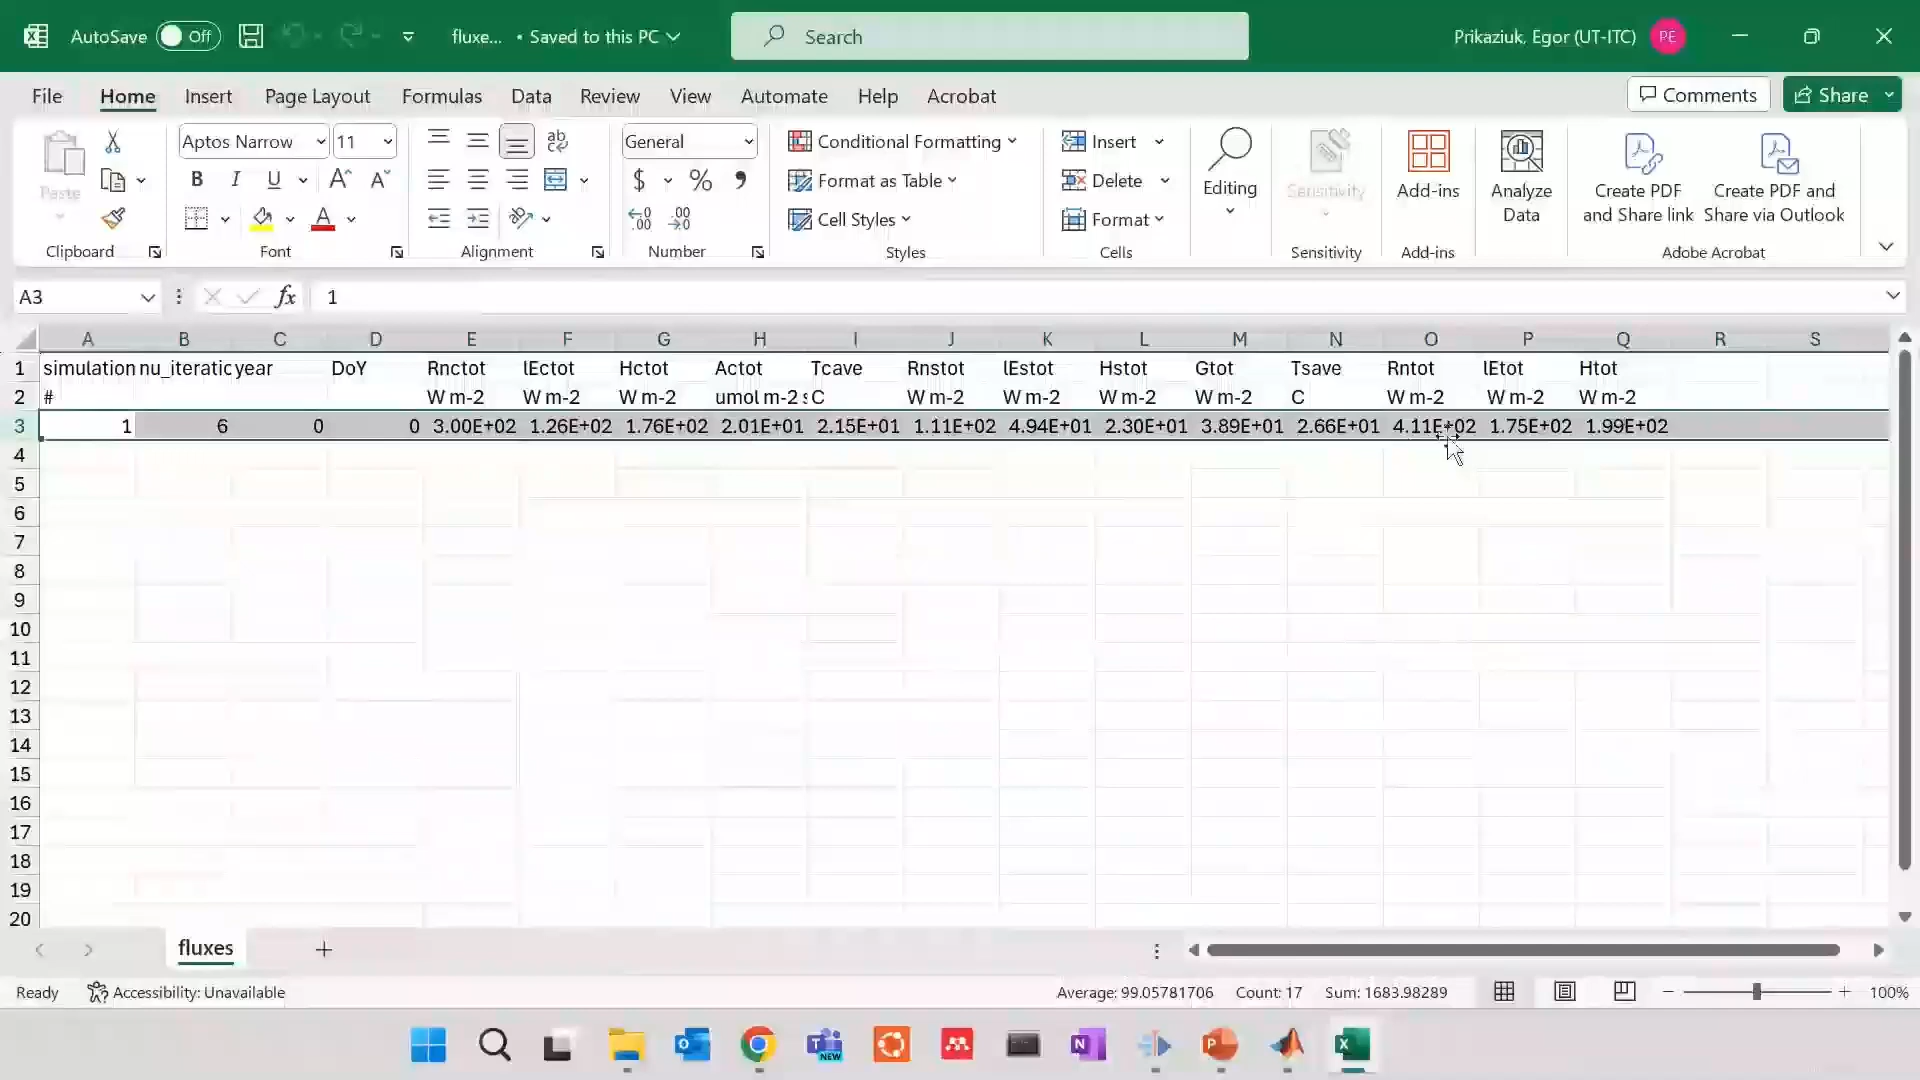 AutoSave Off fluxe... • Saved to this PC Search Prikaziuk, Egor (UT-ITC) PE
File Home Insert Page Layout Formulas Data Review View Automate Help Acrobat Comments Share
Paste Aptos Narrow 11 General Conditional Formatting Insert Editing Sensitivity Add-ins Analyze Data Create PDF and Share link Create PDF and Share via Outlook
B I U A A $ % Format as Table Delete
A Cell Styles Format
Clipboard Font Alignment Number Styles Cells Sensitivity Add-ins Adobe Acrobat
A3 fx 1
A B C D E F G H I J K L M N O P Q R S
1 simulation nu_iteratic year DoY Rnctot lEctot Hctot Actot Tcave Rnstot lEstot Hstot Gtot Tsave Rntot lEtot Htot
2 # W m-2 W m-2 W m-2 umol m-2 s C W m-2 W m-2 W m-2 W m-2 C W m-2 W m-2 W m-2
3 1 6 0 0 3.00E+02 1.26E+02 1.76E+02 2.01E+01 2.15E+01 1.11E+02 4.94E+01 2.30E+01 3.89E+01 2.66E+01 4.11E+02 1.75E+02 1.99E+02
4
5
6
7
8
9
10
11
12
13
14
15
16
17
18
19
20
fluxes
Ready Accessibility: Unavailable Average: 99.05781706 Count: 17 Sum: 1683.98289 100%
NEW